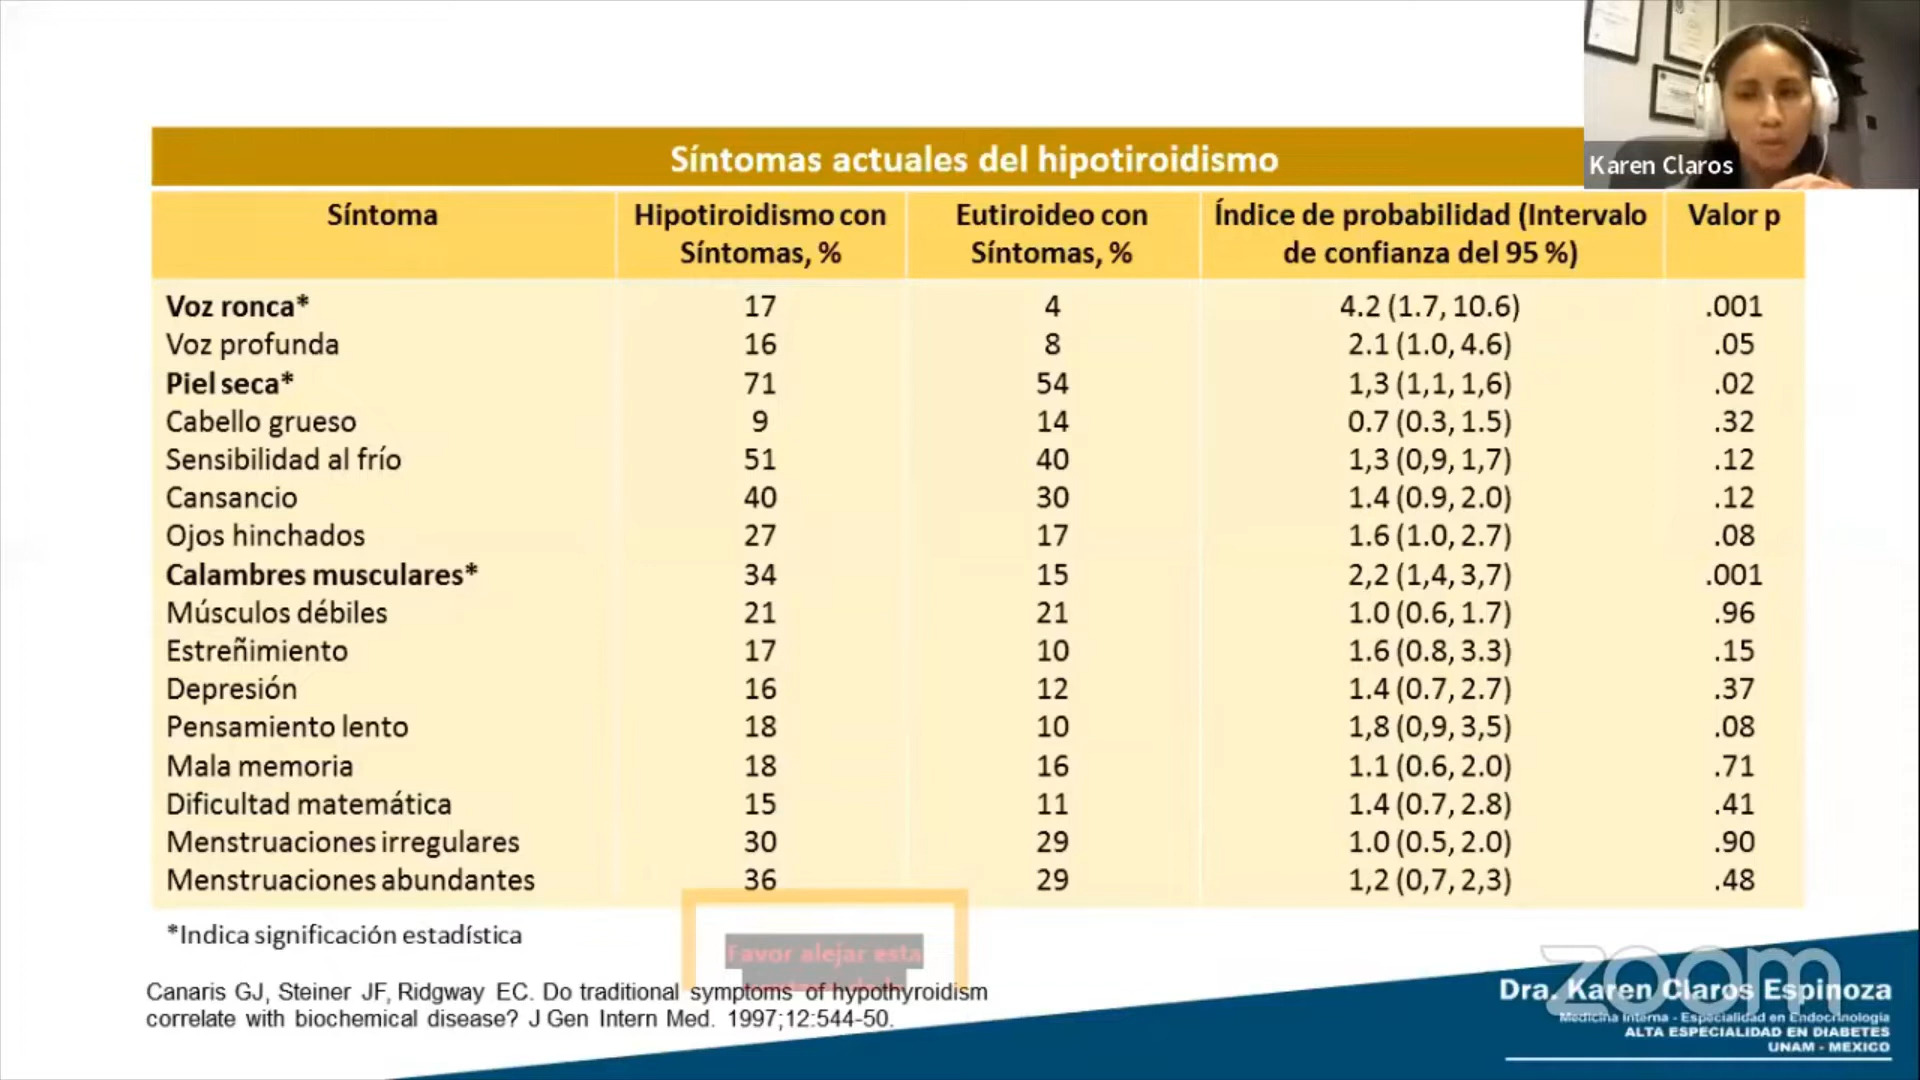 Síntomas actuales del hipotiroidismo
Karen Claros
Síntoma Hipotiroidismo con Síntomas, % Eutiroideo con Síntomas, % Índice de probabilidad (Intervalo de confianza del 95 %) Valor p
Voz ronca* 17 4 4.2 (1.7, 10.6) .001
Voz profunda 16 8 2.1 (1.0, 4.6) .05
Piel seca* 71 54 1,3 (1,1, 1,6) .02
Cabello grueso 9 14 0.7 (0.3, 1.5) .32
Sensibilidad al frío 51 40 1,3 (0,9, 1,7) .12
Cansancio 40 30 1.4 (0.9, 2.0) .12
Ojos hinchados 27 17 1.6 (1.0, 2.7) .08
Calambres musculares* 34 15 2,2 (1,4, 3,7) .001
Músculos débiles 21 21 1.0 (0.6, 1.7) .96
Estreñimiento 17 10 1.6 (0.8, 3.3) .15
Depresión 16 12 1.4 (0.7, 2.7) .37
Pensamiento lento 18 10 1,8 (0,9, 3,5) .08
Mala memoria 18 16 1.1 (0.6, 2.0) .71
Dificultad matemática 15 11 1.4 (0.7, 2.8) .41
Menstruaciones irregulares 30 29 1.0 (0.5, 2.0) .90
Menstruaciones abundantes 36 29 1,2 (0,7, 2,3) .48
*Indica significación estadística
Favor alejar esta
Canaris GJ, Steiner JF, Ridgway EC. Do traditional symptoms of hypothyroidism
correlate with biochemical disease? J Gen Intern Med. 1997;12:544-50.
zoom
Dra. Karen Claros Espinoza
Medicina Interna - Especialidad en Endocrinología
ALTA ESPECIALIDAD EN DIABETES
UNAM - MEXICO